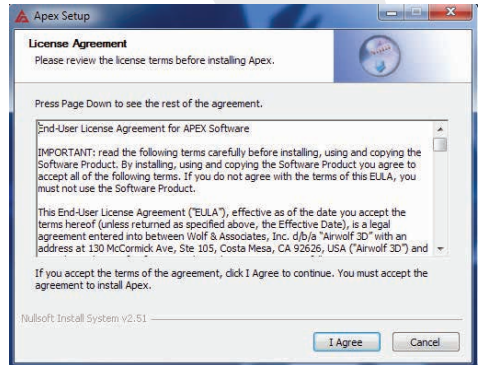 Apex Setup
License Agreement
Please review the license terms before installing Apex.
Press Page Down to see the rest of the agreement.
End-User License Agreement for APEX Software
IMPORTANT: read the following terms carefully before installing, using and copying the
Software Product. By installing, using and copying the Software Product you agree to
accept all of the following terms. If you do not agree with the terms of this EULA, you
must not use the Software Product.
This End-User License Agreement ("EULA"), effective as of the date you accept the
terms hereof (unless returned as specified above, the Effective Date), is a legal
agreement entered into between Wolf & Associates, Inc. d/b/a "Airwolf 3D" with an
address at 130 McCormick Ave, Ste 105, Costa Mesa, CA 92626, USA ("Airwolf 3D") and
If you accept the terms of the agreement, click I Agree to continue. You must accept the
agreement to install Apex.
Nullsoft Install System v2.51
I Agree Cancel